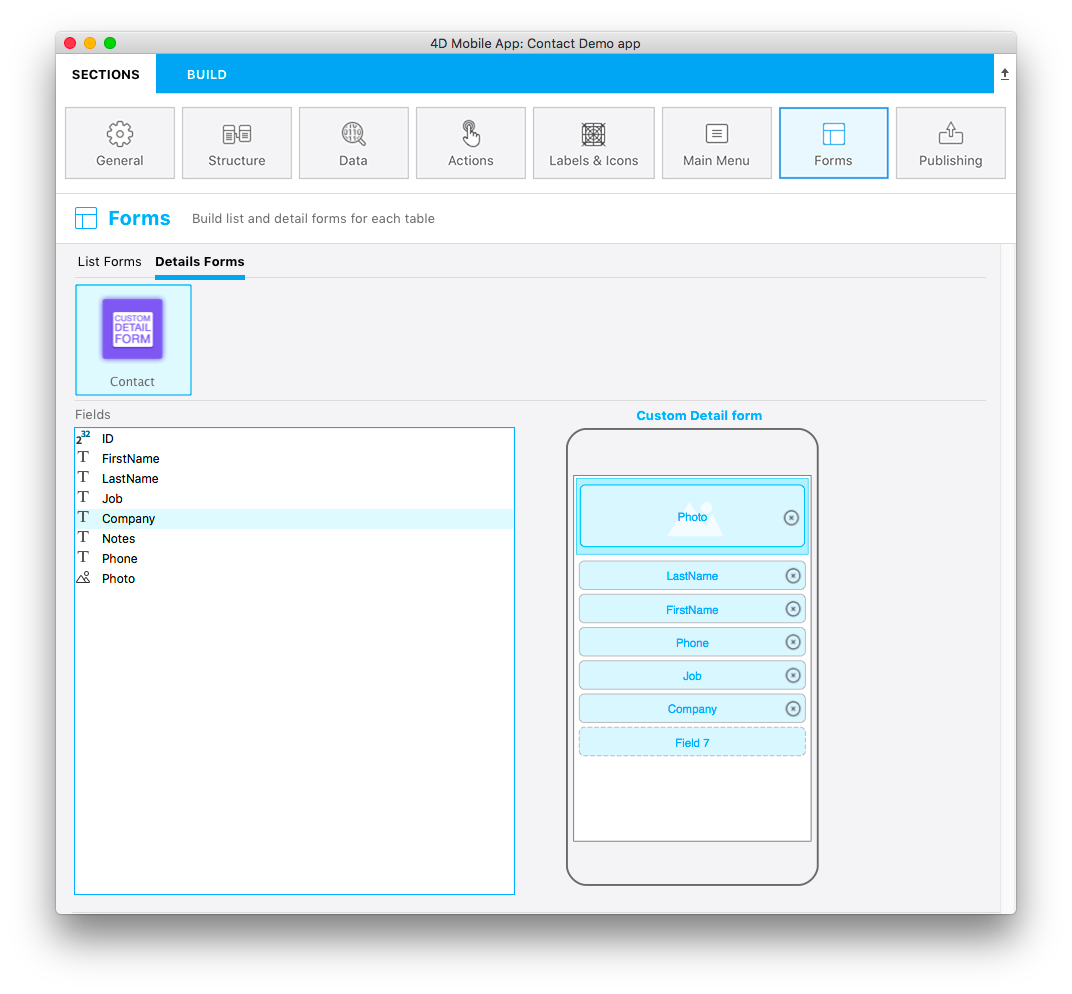 4D Mobile App: Contact Demo app
SECTIONS
BUILD
General
Structure
Data
Actions
Labels & Icons
Main Menu
Forms
Publishing
Forms
Build list and detail forms for each table
List Forms
Details Forms
CUSTOM
DETAIL
FORM
Contact
Fields
2³² ID
T FirstName
T LastName
T Job
T Company
T Notes
T Phone
Photo
Custom Detail form
Photo
LastName
FirstName
Phone
Job
Company
Field 7